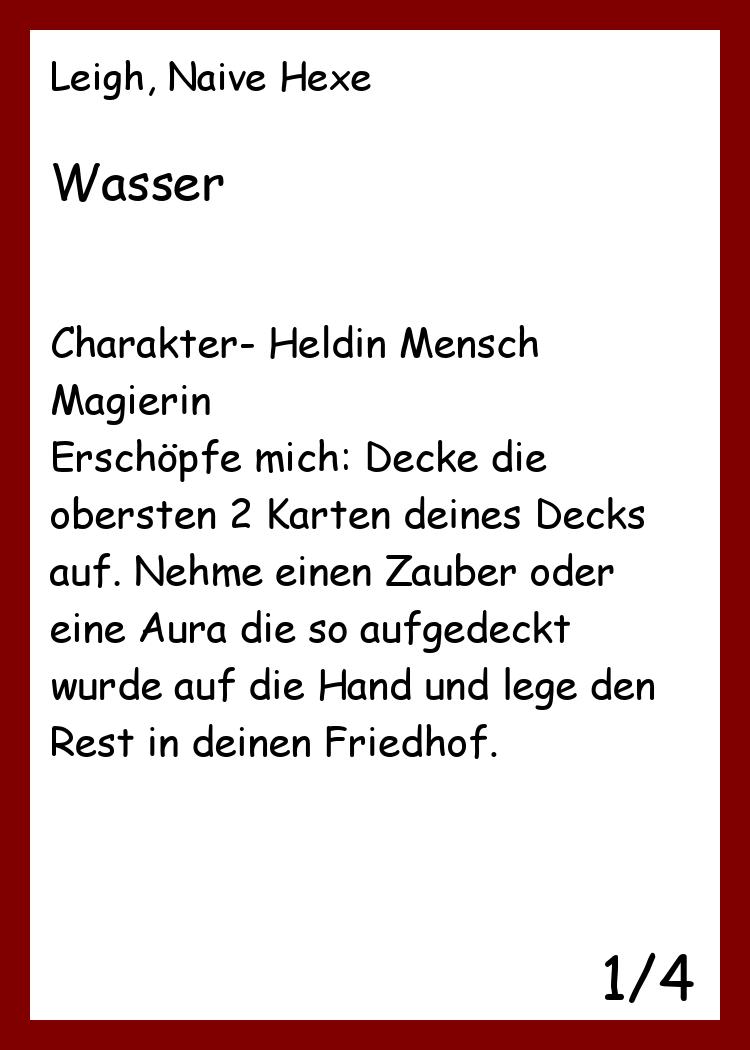 Leigh, Naive Hexe
Wasser
Charakter- Heldin Mensch
Magierin
Erschöpfe mich: Decke die
obersten 2 Karten deines Decks
auf. Nehme einen Zauber oder
eine Aura die so aufgedeckt
wurde auf die Hand und lege den
Rest in deinen Friedhof.
1/4